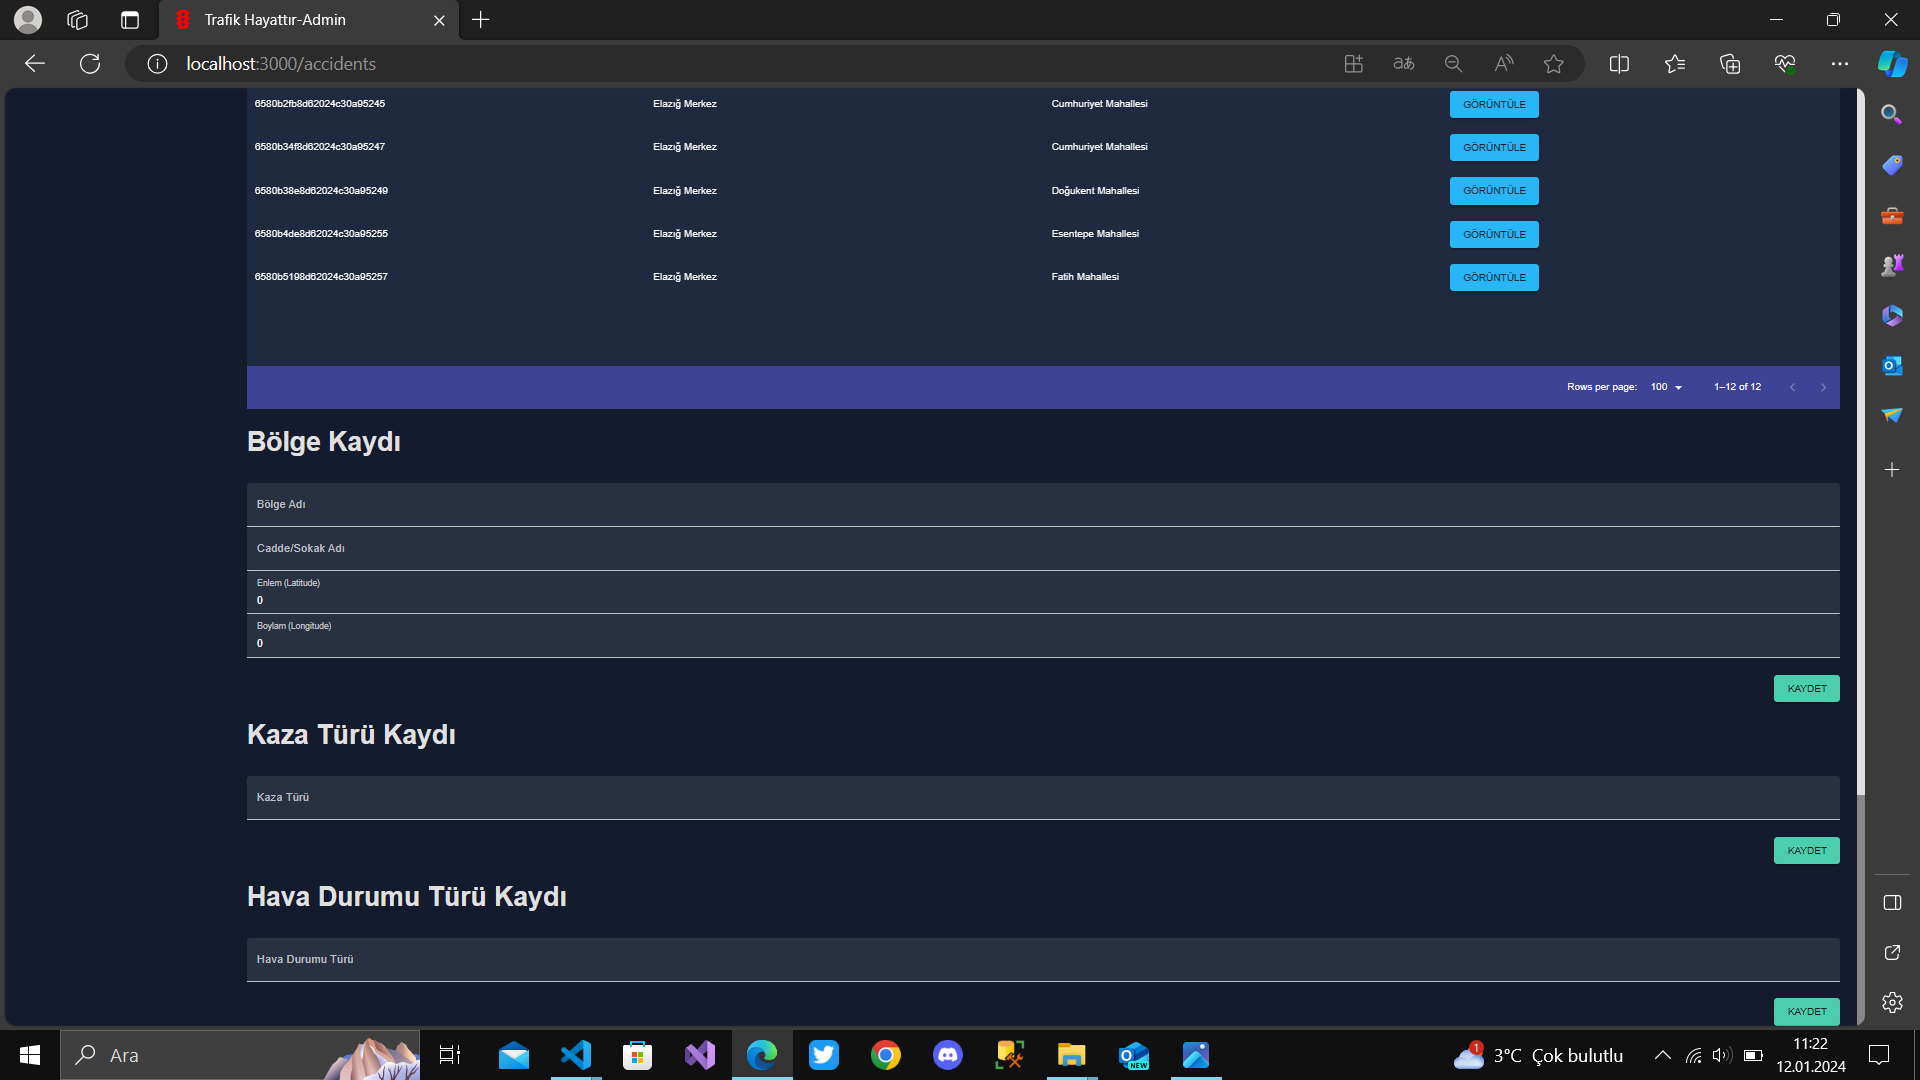 Trafik Hayattır-Admin
localhost:3000/accidents
6580b2fb8d62024c30a95245 Elazığ Merkez Cumhuriyet Mahallesi GÖRÜNTÜLE
6580b34f8d62024c30a95247 Elazığ Merkez Cumhuriyet Mahallesi GÖRÜNTÜLE
6580b38e8d62024c30a95249 Elazığ Merkez Doğukent Mahallesi GÖRÜNTÜLE
6580b4de8d62024c30a95255 Elazığ Merkez Esentepe Mahallesi GÖRÜNTÜLE
6580b5198d62024c30a95257 Elazığ Merkez Fatih Mahallesi GÖRÜNTÜLE
Rows per page: 100 1–12 of 12
Bölge Kaydı
Bölge Adı
Cadde/Sokak Adı
Enlem (Latitude)
0
Boylam (Longitude)
0
KAYDET
Kaza Türü Kaydı
Kaza Türü
KAYDET
Hava Durumu Türü Kaydı
Hava Durumu Türü
KAYDET
Ara
NEW
1
3°C Çok bulutlu
11:22
12.01.2024